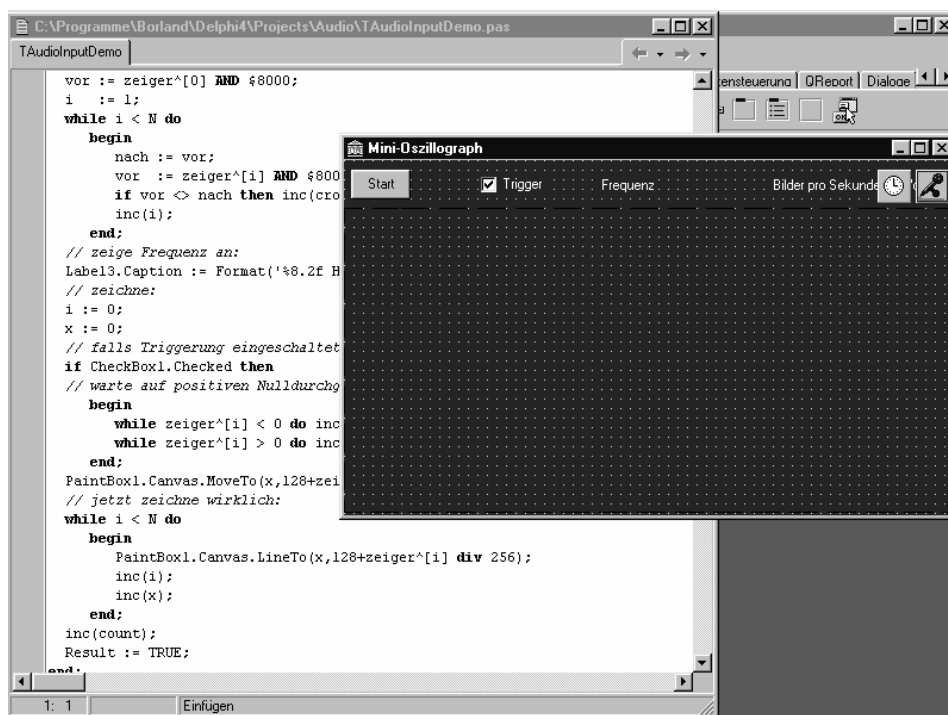 C:\Programme\Borland\Delphi4\Projects\Audio\TAudioInputDemo.pas
TAudioInputDemo
vor := zeiger^[0] AND $8000;
i := 1;
while i < N do
begin
nach := vor;
vor := zeiger^[i] AND $800
if vor <> nach then inc(cro
inc(i);
end;
// zeige Frequenz an:
Label3.Caption := Format('%8.2f H
// zeichne:
i := 0;
x := 0;
// falls Triggerung eingeschaltet
if CheckBox1.Checked then
// warte auf positiven Nulldurchg
begin
while zeiger^[i] < 0 do inc
while zeiger^[i] > 0 do inc
end;
PaintBox1.Canvas.MoveTo(x,128+zei
// jetzt zeichne wirklich:
while i < N do
begin
PaintBox1.Canvas.LineTo(x,128+zeiger^[i] div 256);
inc(i);
inc(x);
end;
inc(count);
Result := TRUE;
end;
1: 1 Einfügen
ensteuerung QReport Dialoge
OK
Mini-Oszillograph
Start Trigger Frequenz Bilder pro Sekunde